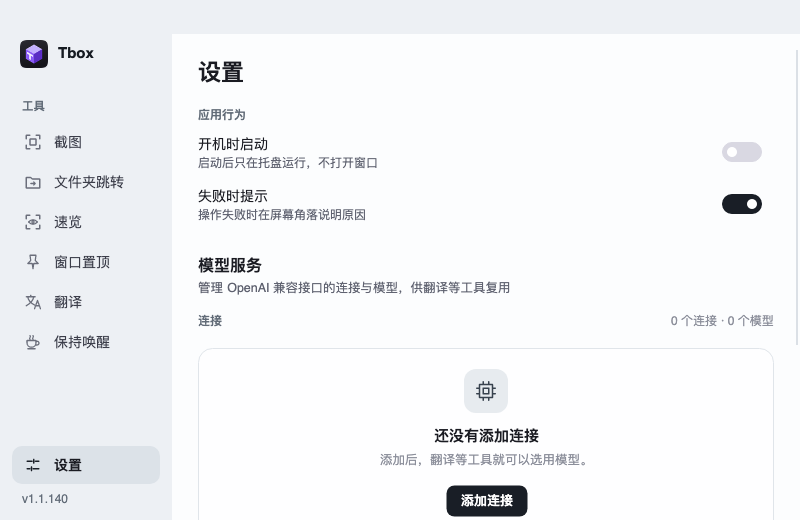 Tbox
工具
截图
文件夹跳转
速览
窗口置顶
翻译
保持唤醒
设置
v1.1.140
设置
应用行为
开机时启动
启动后只在托盘运行，不打开窗口
失败时提示
操作失败时在屏幕角落说明原因
模型服务
管理 OpenAI 兼容接口的连接与模型，供翻译等工具复用
连接
0 个连接 · 0 个模型
还没有添加连接
添加后，翻译等工具就可以选用模型。
添加连接